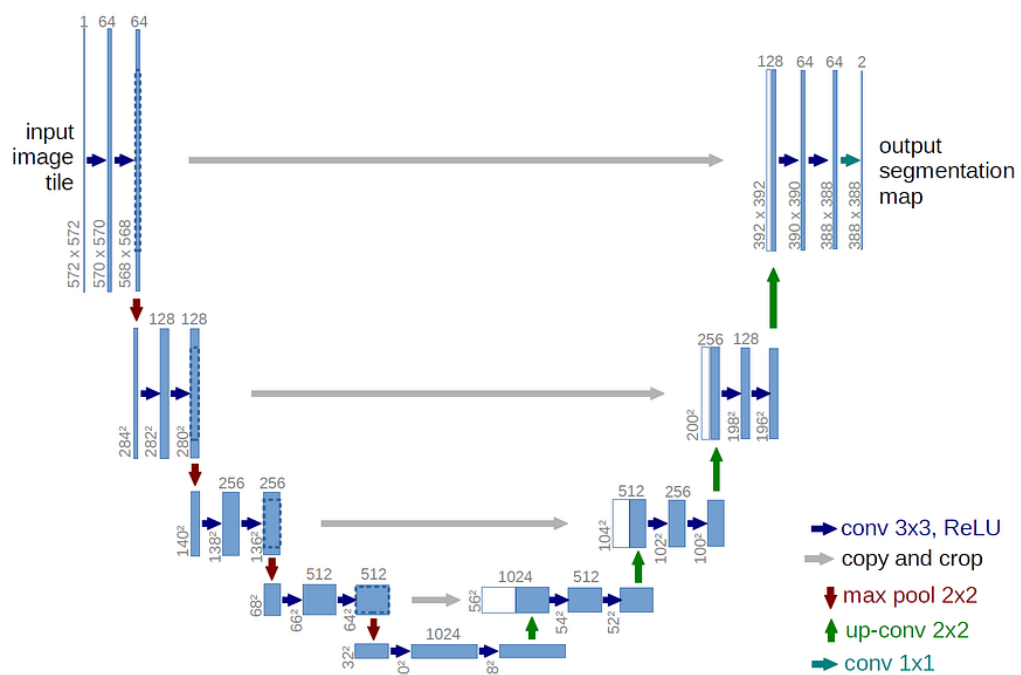 1 64 64
128 64 64 2
input
image
tile
output
segmentation
map
572 x 572
570 x 570
568 x 568
392 x 392
390 x 390
388 x 388
388 x 388
128 128
256 128
284²
282²
280²
200²
198²
196²
256 256
512 256
140²
138²
136²
104²
102²
100²
512 512
1024 512
68²
66²
64²
56²
54²
52²
1024
32²
0²
8²
conv 3x3, ReLU
copy and crop
max pool 2x2
up-conv 2x2
conv 1x1